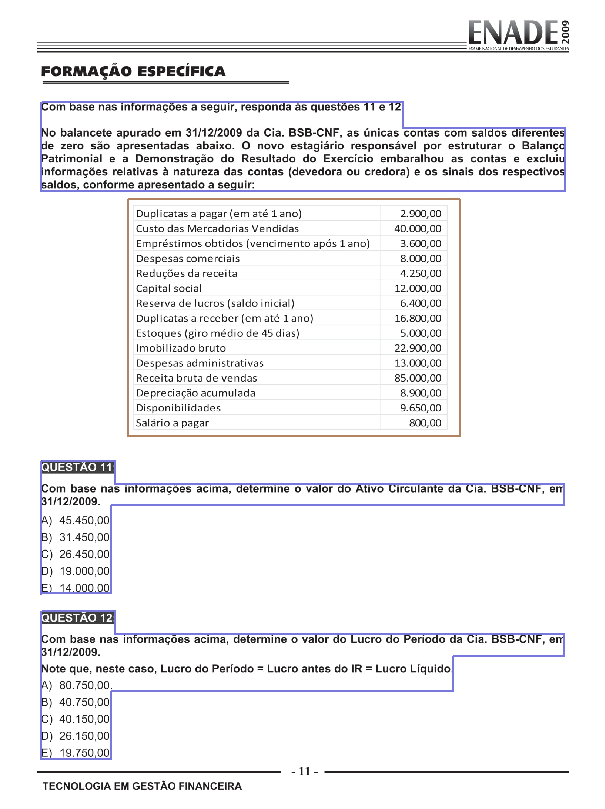 ENADE 2009
EXAME NACIONAL DE DESEMPENHO DOS ESTUDANTES
FORMAÇÃO ESPECÍFICA
Com base nas informações a seguir, responda às questões 11 e 12.
No balancete apurado em 31/12/2009 da Cia. BSB-CNF, as únicas contas com saldos diferentes
de zero são apresentadas abaixo. O novo estagiário responsável por estruturar o Balanço
Patrimonial e a Demonstração do Resultado do Exercício embaralhou as contas e excluiu
informações relativas à natureza das contas (devedora ou credora) e os sinais dos respectivos
saldos, conforme apresentado a seguir:
Duplicatas a pagar (em até 1 ano) 2.900,00
Custo das Mercadorias Vendidas 40.000,00
Empréstimos obtidos (vencimento após 1 ano) 3.600,00
Despesas comerciais 8.000,00
Reduções da receita 4.250,00
Capital social 12.000,00
Reserva de lucros (saldo inicial) 6.400,00
Duplicatas a receber (em até 1 ano) 16.800,00
Estoques (giro médio de 45 dias) 5.000,00
Imobilizado bruto 22.900,00
Despesas administrativas 13.000,00
Receita bruta de vendas 85.000,00
Depreciação acumulada 8.900,00
Disponibilidades 9.650,00
Salário a pagar 800,00
QUESTÃO 11
Com base nas informações acima, determine o valor do Ativo Circulante da Cia. BSB-CNF, em
31/12/2009.
A) 45.450,00
B) 31.450,00
C) 26.450,00
D) 19.000,00
E) 14.000,00
QUESTÃO 12
Com base nas informações acima, determine o valor do Lucro do Período da Cia. BSB-CNF, em
31/12/2009.
Note que, neste caso, Lucro do Período = Lucro antes do IR = Lucro Líquido
A) 80.750,00
B) 40.750,00
C) 40.150,00
D) 26.150,00
E) 19.750,00
- 11 -
TECNOLOGIA EM GESTÃO FINANCEIRA